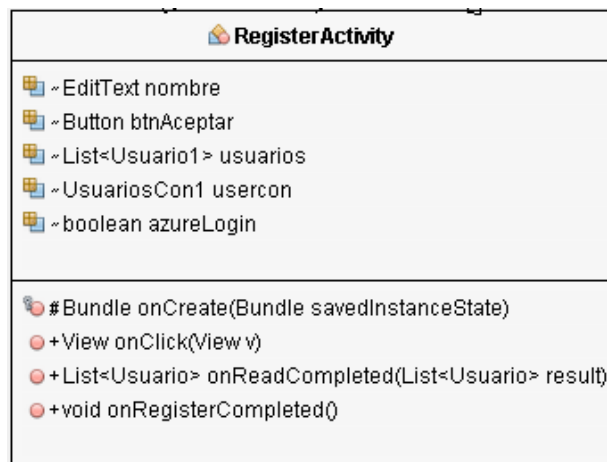 RegisterActivity
~EditText nombre
~Button btnAceptar
~List<Usuario1> usuarios
~UsuariosCon1 usercon
~boolean azureLogin
#Bundle onCreate(Bundle savedInstanceState)
+View onClick(View v)
+List<Usuario> onReadCompleted(List<Usuario> result)
+void onRegisterCompleted()